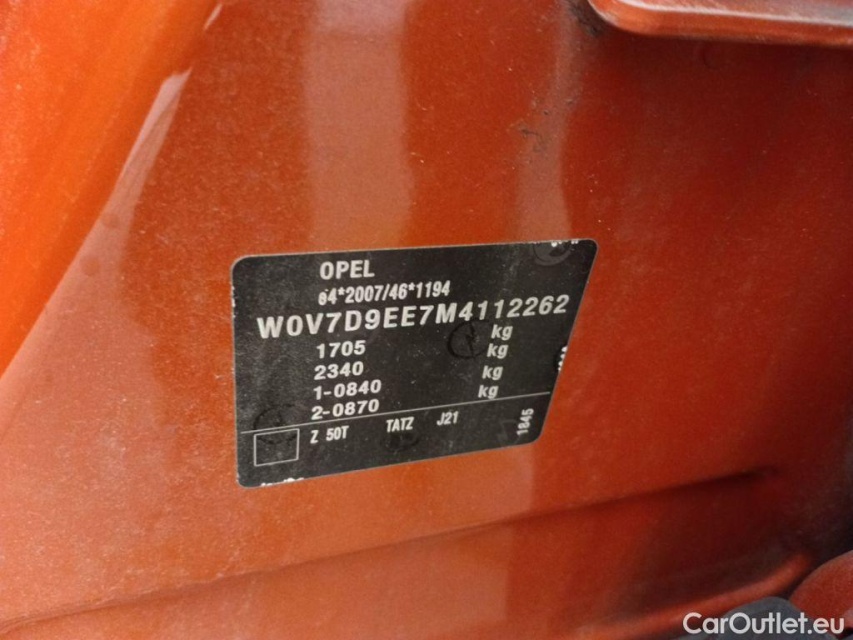 OPEL
e4*2007/46*1194
W0V7D9EE7M4112262
1705 kg
2340 kg
1-0840 kg
2-0870 kg
Z 50T TATZ J21
1845
CarOutlet.eu